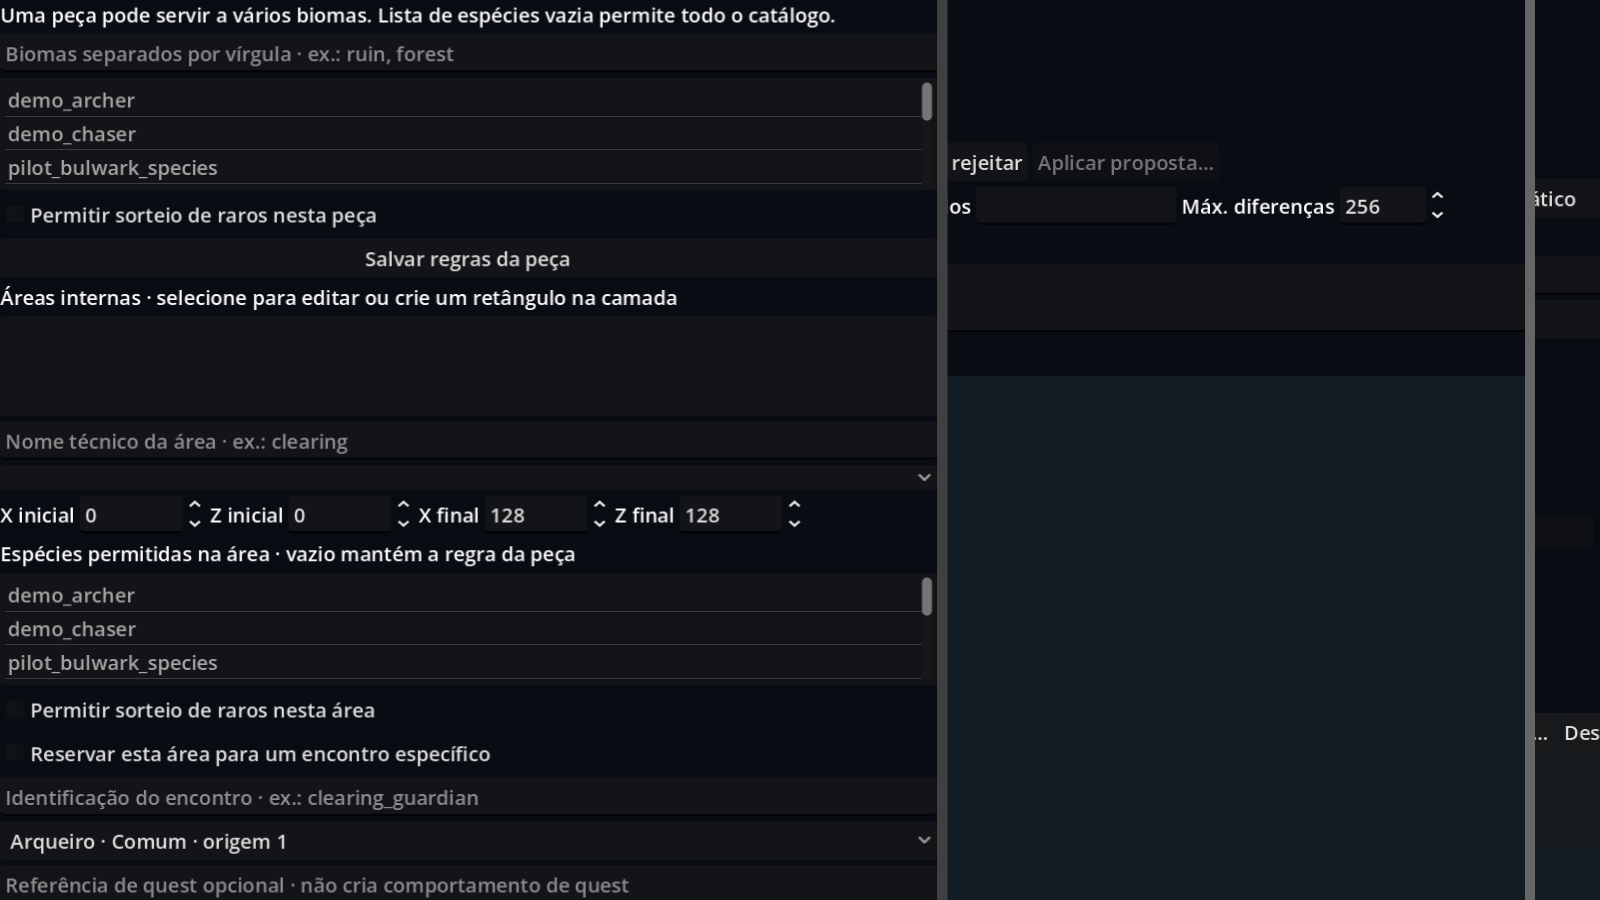 Uma peça pode servir a vários biomas. Lista de espécies vazia permite todo o catálogo.
Biomas separados por vírgula · ex.: ruin, forest
demo_archer
demo_chaser
pilot_bulwark_species
Permitir sorteio de raros nesta peça
Salvar regras da peça
Áreas internas · selecione para editar ou crie um retângulo na camada
Nome técnico da área · ex.: clearing
X inicial 0 Z inicial 0 X final 128 Z final 128
Espécies permitidas na área · vazio mantém a regra da peça
demo_archer
demo_chaser
pilot_bulwark_species
Permitir sorteio de raros nesta área
Reservar esta área para um encontro específico
Identificação do encontro · ex.: clearing_guardian
Arqueiro · Comum · origem 1
Referência de quest opcional · não cria comportamento de quest
rejeitar Aplicar proposta...
os Máx. diferenças 256
ático
... Des